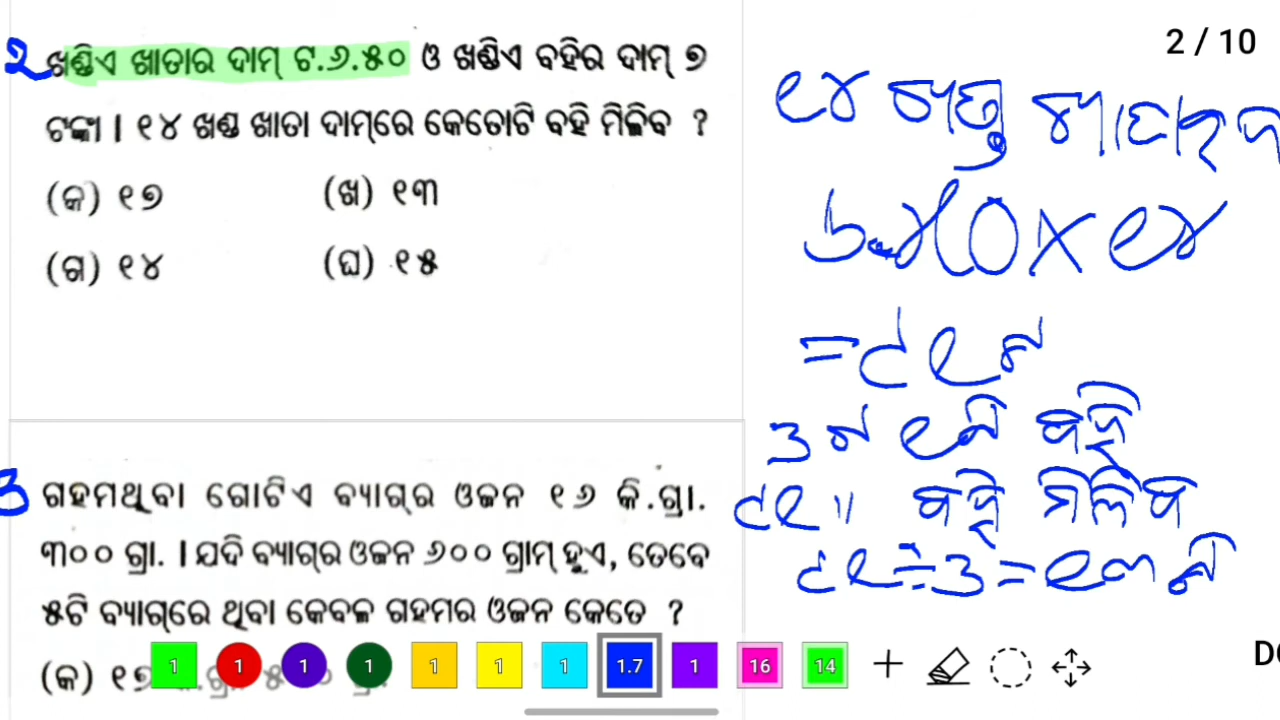 ୨ ଖଣ୍ଡିଏ ଖାତାର ଦାମ୍ ଟ.୬.୫୦ ଓ ଖଣ୍ଡିଏ ବହିର ଦାମ୍ ୭
ଟଙ୍କା । ୧୪ ଖଣ୍ଡ ଖାତା ଦାମ୍‌ରେ କେତୋଟି ବହି ମିଳିବ ?
(କ) ୧୭ (ଖ) ୧୩
(ଗ) ୧୪ (ଘ) ୧୫
2 / 10
୧୪ ଖଣ୍ଡ
୬.୫୦ X ୧୪
= ୯୧ ଟ
୭ ଟ ୧ଟି ବହି
୯୧ ॥ ବହି ମିଳିବ
୯୧ ÷ ୭ = ୧୩ ଟି
୩ ଗହମଥିବା ଗୋଟିଏ ବ୍ୟାଗ୍‌ର ଓଜନ ୧୬ କି.ଗ୍ରା.
୩୦୦ ଗ୍ରା. । ଯଦି ବ୍ୟାଗ୍‌ର ଓଜନ ୬୦୦ ଗ୍ରାମ୍ ହୁଏ, ତେବେ
୫ଟି ବ୍ୟାଗ୍‌ରେ ଥିବା କେବଳ ଗହମର ଓଜନ କେତେ ?
(କ) ୧୭
1 1 1 1 1 1 1 1.7 1 16 14 +